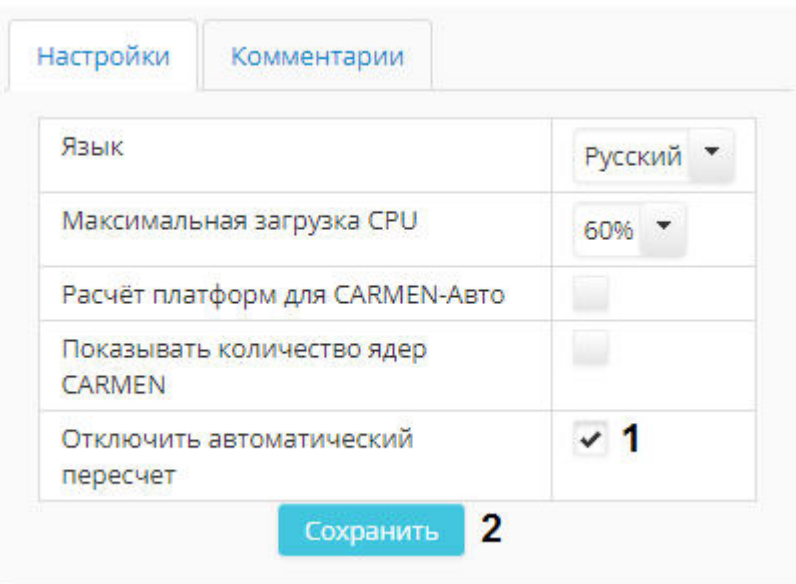 Настройки Комментарии
Язык Русский
Максимальная загрузка CPU 60%
Расчёт платформ для CARMEN-Авто
Показывать количество ядер
CARMEN
Отключить автоматический 1
пересчет
Сохранить 2